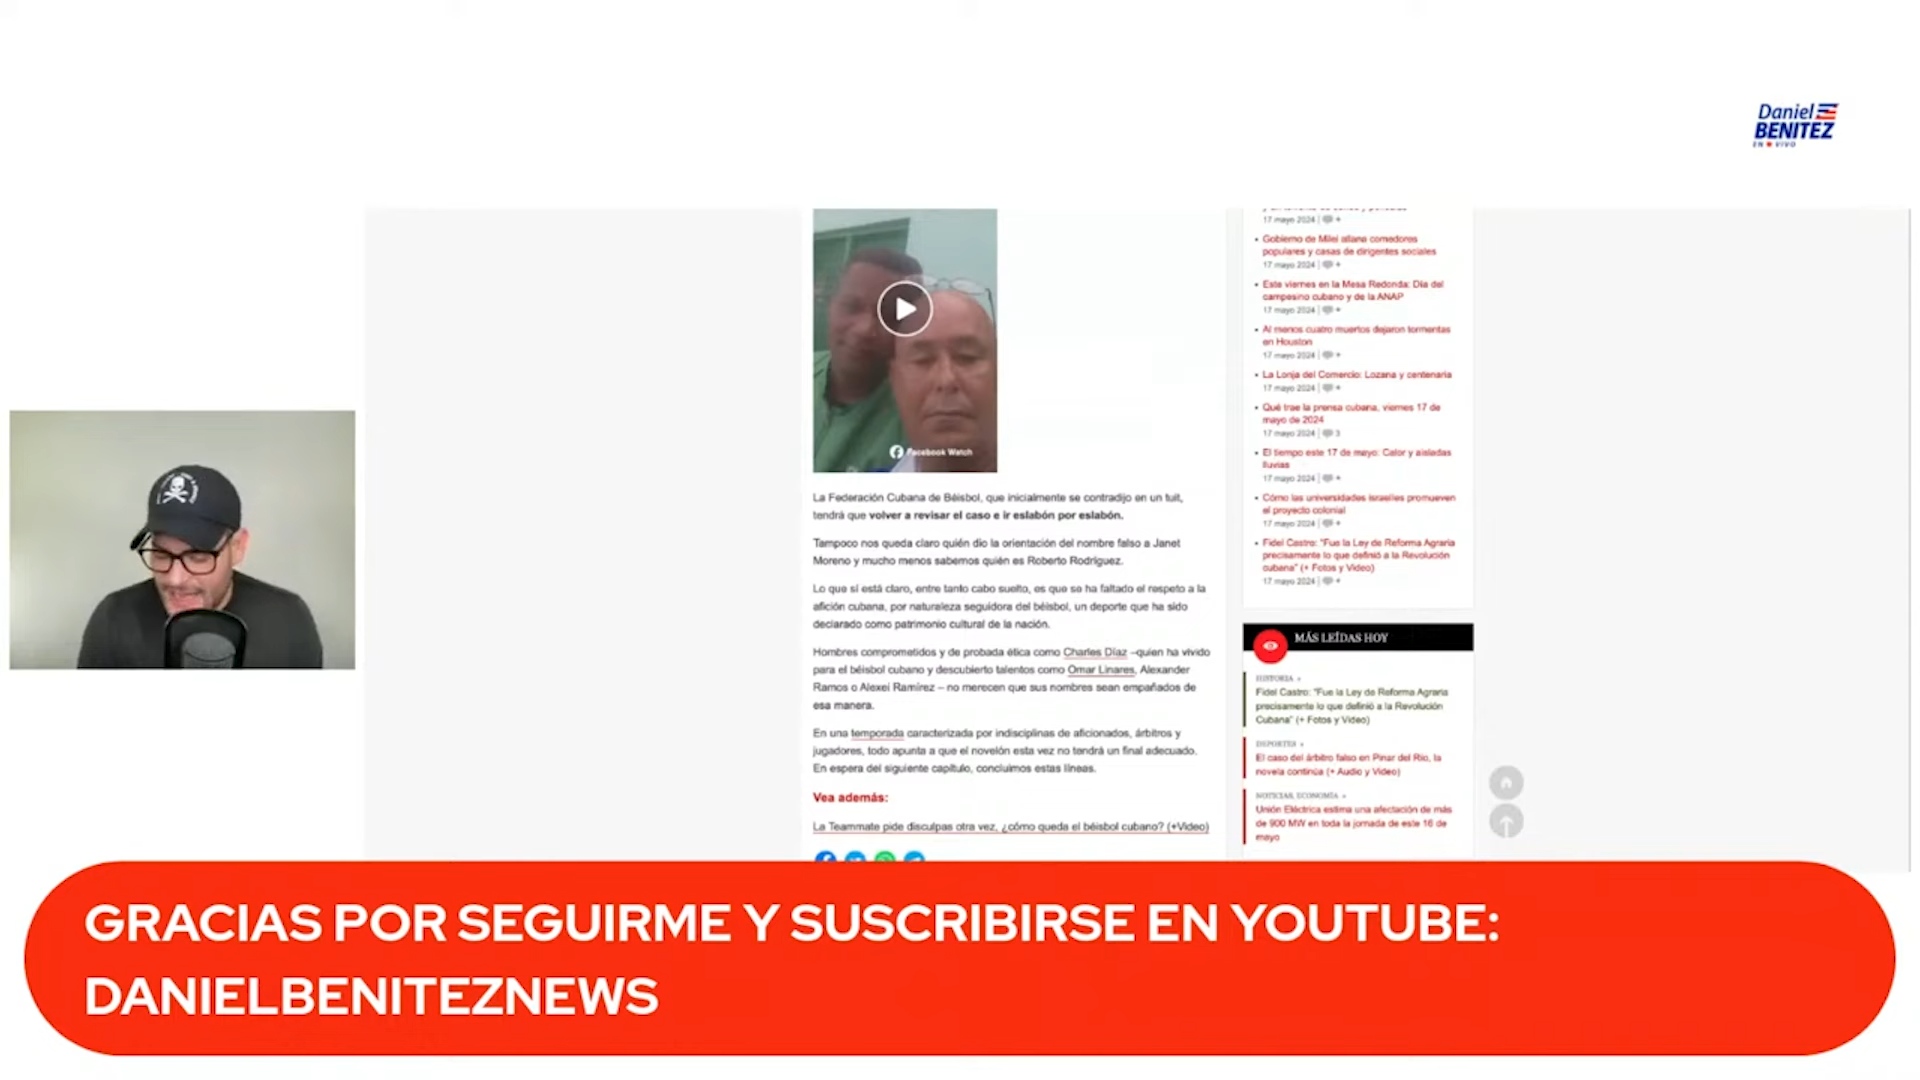 Daniel
BENITEZ
EN VIVO
Facebook Watch
La Federación Cubana de Béisbol, que inicialmente se contradijo en un tuit,
tendrá que volver a revisar el caso e ir eslabón por eslabón.
Tampoco nos queda claro quién dio la orientación del nombre falso a Janet
Moreno y mucho menos sabemos quién es Roberto Rodríguez.
Lo que sí está claro, entre tanto cabo suelto, es que se ha faltado el respeto a la
afición cubana, por naturaleza seguidora del béisbol, un deporte que ha sido
declarado como patrimonio cultural de la nación.
Hombres comprometidos y de probada ética como Charles Díaz –quien ha vivido
para el béisbol cubano y descubierto talentos como Omar Linares, Alexander
Ramos o Alexei Ramírez – no merecen que sus nombres sean empañados de
esa manera.
En una temporada caracterizada por indisciplinas de aficionados, árbitros y
jugadores, todo apunta a que el novelón esta vez no tendrá un final adecuado.
En espera del siguiente capítulo, concluimos estas líneas.
Vea además:
La Teammate pide disculpas otra vez, ¿cómo queda el béisbol cubano? (+Video)
17 mayo 2024 | +
Gobierno de Milei allana comedores
populares y casas de dirigentes sociales
17 mayo 2024 | +
Este viernes en la Mesa Redonda: Día del
campesino cubano y de la ANAP
17 mayo 2024 | +
Al menos cuatro muertos dejaron tormentas
en Houston
17 mayo 2024 | +
La Lonja del Comercio: Lozana y centenaria
17 mayo 2024 | +
Qué trae la prensa cubana, viernes 17 de
mayo de 2024
17 mayo 2024 | 3
El tiempo este 17 de mayo: Calor y aisladas
lluvias
17 mayo 2024 | +
Cómo las universidades israelíes promueven
el proyecto colonial
17 mayo 2024 | +
Fidel Castro: "Fue la Ley de Reforma Agraria
precisamente lo que definió a la Revolución
cubana" (+ Fotos y Video)
17 mayo 2024 | +
MÁS LEÍDAS HOY
HISTORIA »
Fidel Castro: "Fue la Ley de Reforma Agraria
precisamente lo que definió a la Revolución
Cubana" (+ Fotos y Video)
DEPORTES »
El caso del árbitro falso en Pinar del Río, la
novela continúa (+ Audio y Video)
NOTICIAS, ECONOMÍA »
Unión Eléctrica estima una afectación de más
de 900 MW en toda la jornada de este 16 de
mayo
GRACIAS POR SEGUIRME Y SUSCRIBIRSE EN YOUTUBE:
DANIELBENITEZNEWS